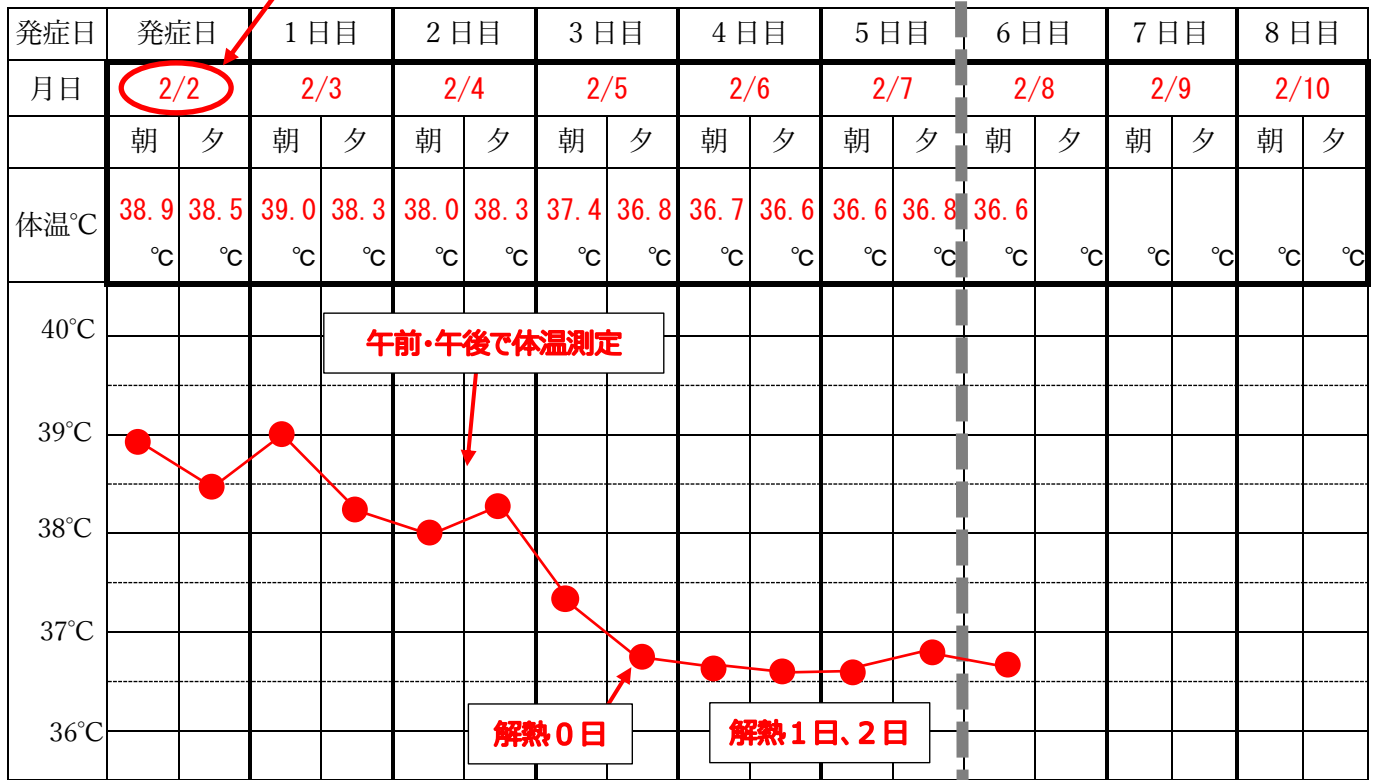 発症日 発症日 1日目 2日目 3日目 4日目 5日目 6日目 7日目 8日目
月日 2/2 2/3 2/4 2/5 2/6 2/7 2/8 2/9 2/10
朝 夕 朝 夕 朝 夕 朝 夕 朝 夕 朝 夕 朝 夕 朝 夕 朝 夕
体温℃ 38.9 38.5 39.0 38.3 38.0 38.3 37.4 36.8 36.7 36.6 36.6 36.8 36.6
℃ ℃ ℃ ℃ ℃ ℃ ℃ ℃ ℃ ℃ ℃ ℃ ℃ ℃ ℃ ℃ ℃ ℃
40℃
午前・午後で体温測定
39℃
38℃
37℃
解熱0日 解熱1日、2日
36℃